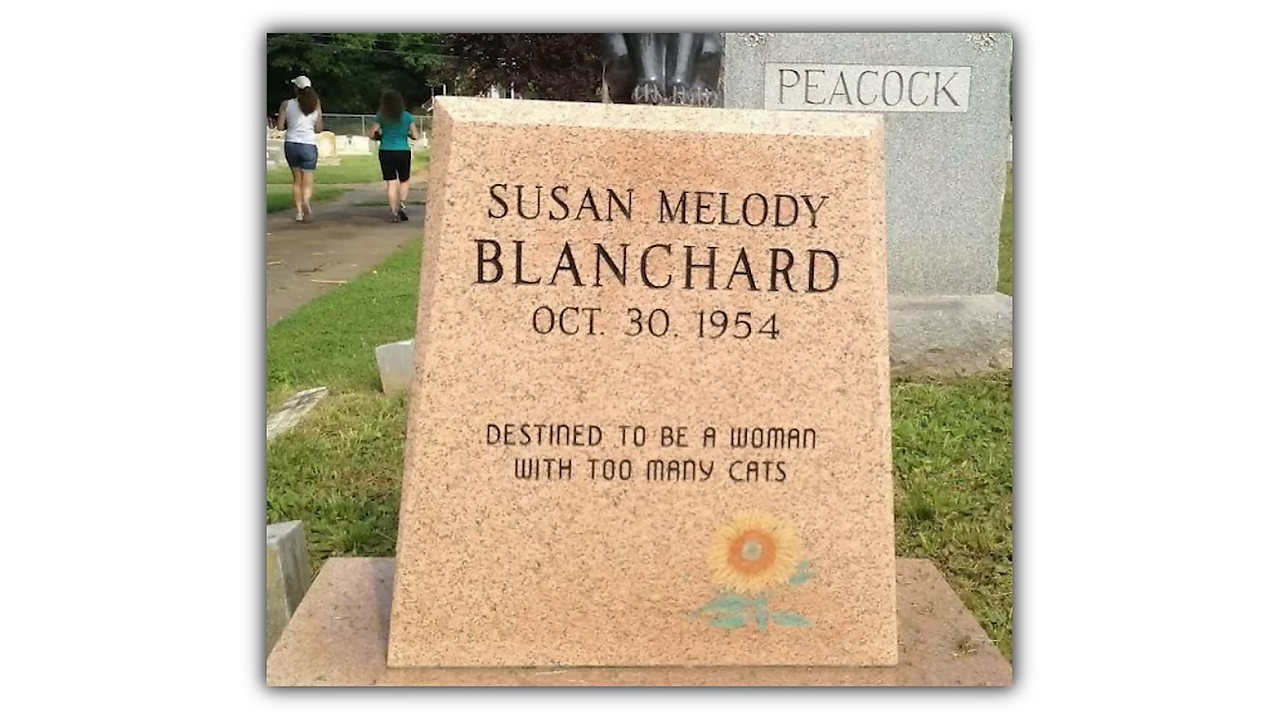 PEACOCK
SUSAN MELODY
BLANCHARD
OCT. 30. 1954
DESTINED TO BE A WOMAN
WITH TOO MANY CATS